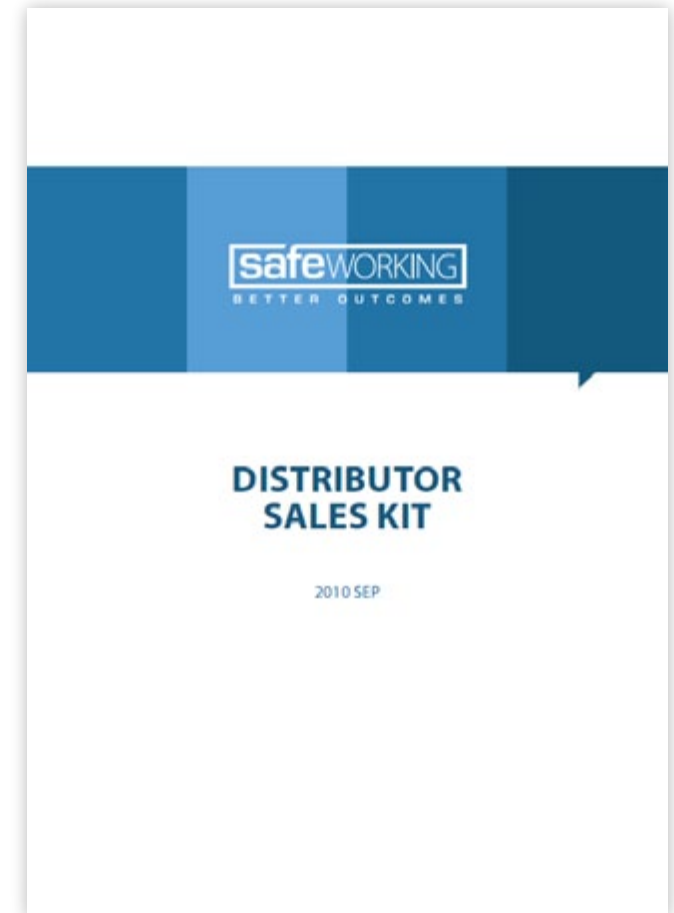 safeWORKING
BETTER OUTCOMES
DISTRIBUTOR
SALES KIT
2010 SEP